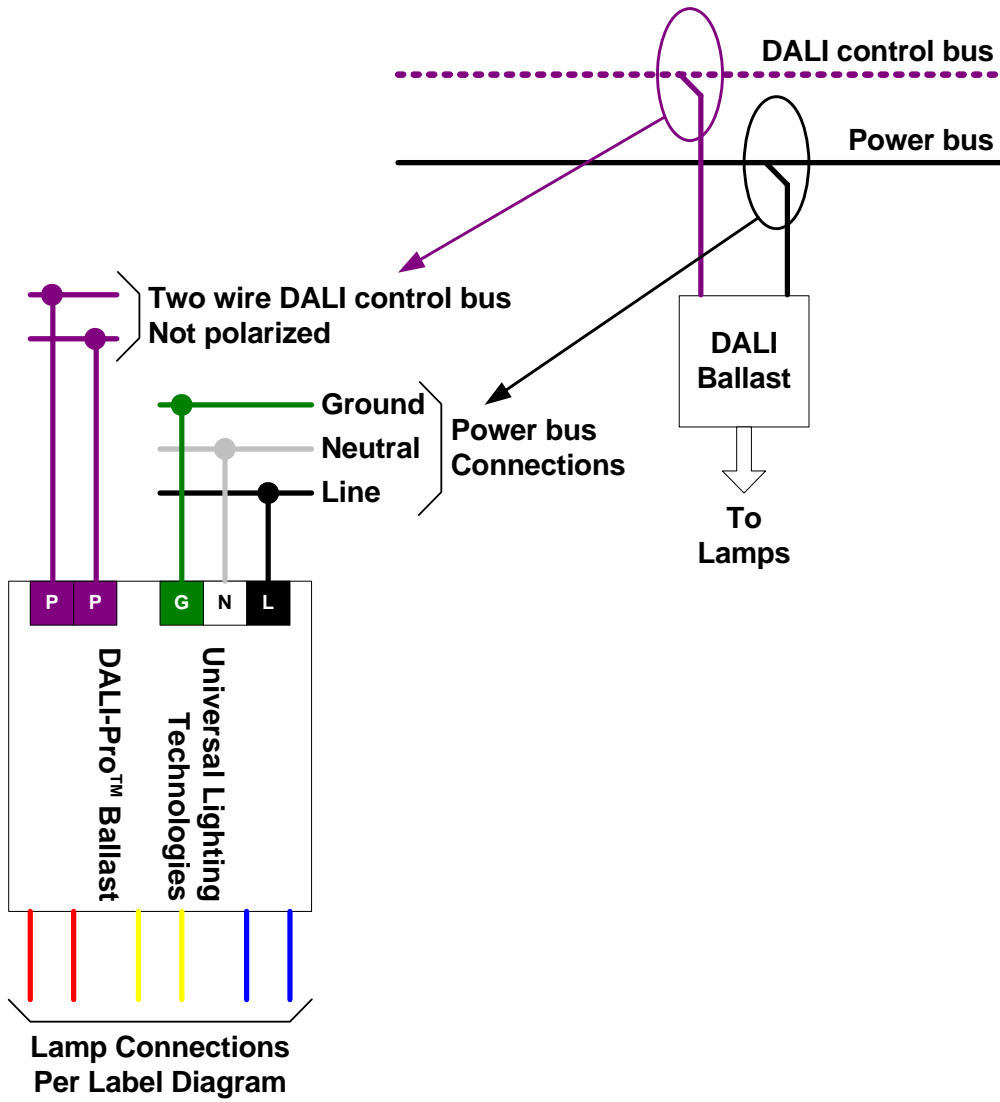 DALI control bus
Power bus
Two wire DALI control bus
Not polarized
DALI
Ballast
Ground
Neutral
Line
Power bus
Connections
To
Lamps
P P G N L
DALI-Pro™ Ballast
Universal Lighting
Technologies
Lamp Connections
Per Label Diagram